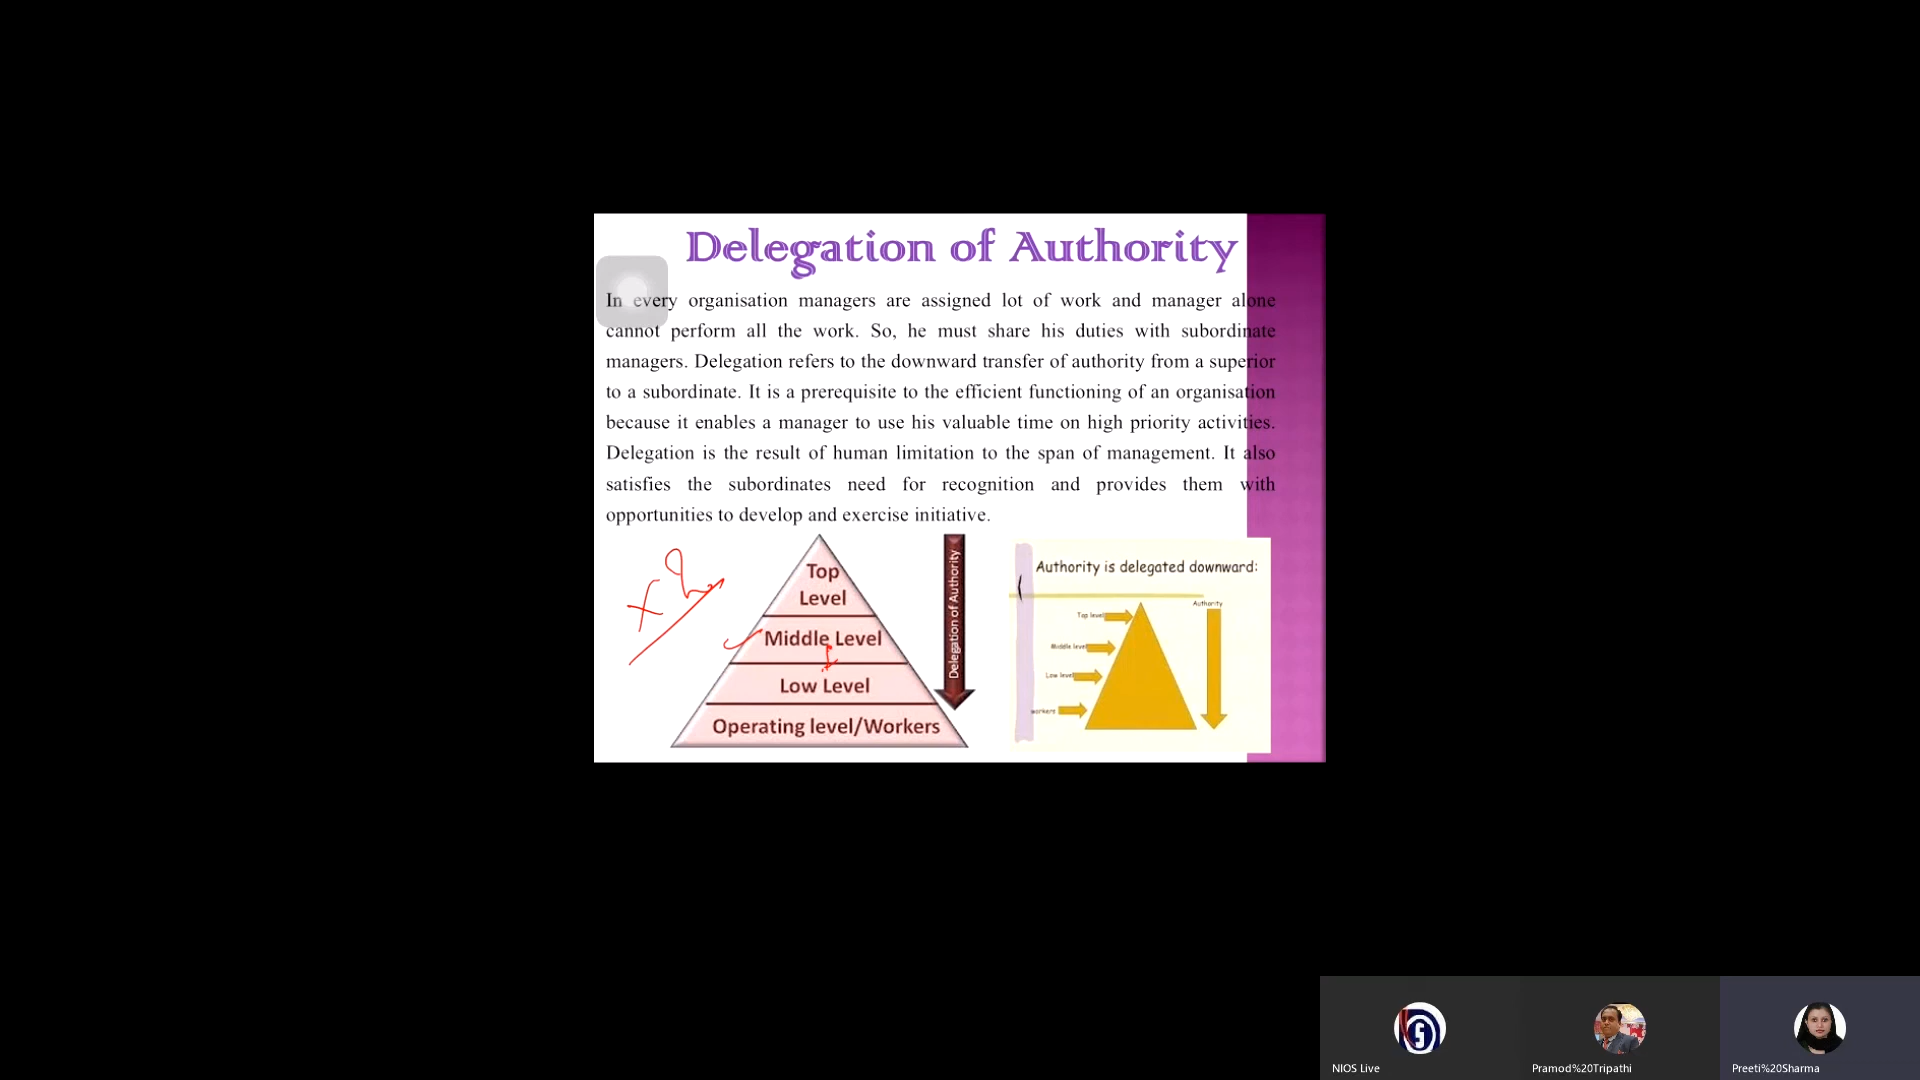 Delegation of Authority
In every organisation managers are assigned lot of work and manager alone
cannot perform all the work. So, he must share his duties with subordinate
managers. Delegation refers to the downward transfer of authority from a superior
to a subordinate. It is a prerequisite to the efficient functioning of an organisation
because it enables a manager to use his valuable time on high priority activities.
Delegation is the result of human limitation to the span of management. It also
satisfies the subordinates need for recognition and provides them with
opportunities to develop and exercise initiative.
Top
Level
Middle Level
Low Level
Operating level/Workers
Delegation of Authority
Authority is delegated downward:
Authority
Top level
Middle level
Low level
workers
NIOS Live
Pramod%20Tripathi
Preeti%20Sharma